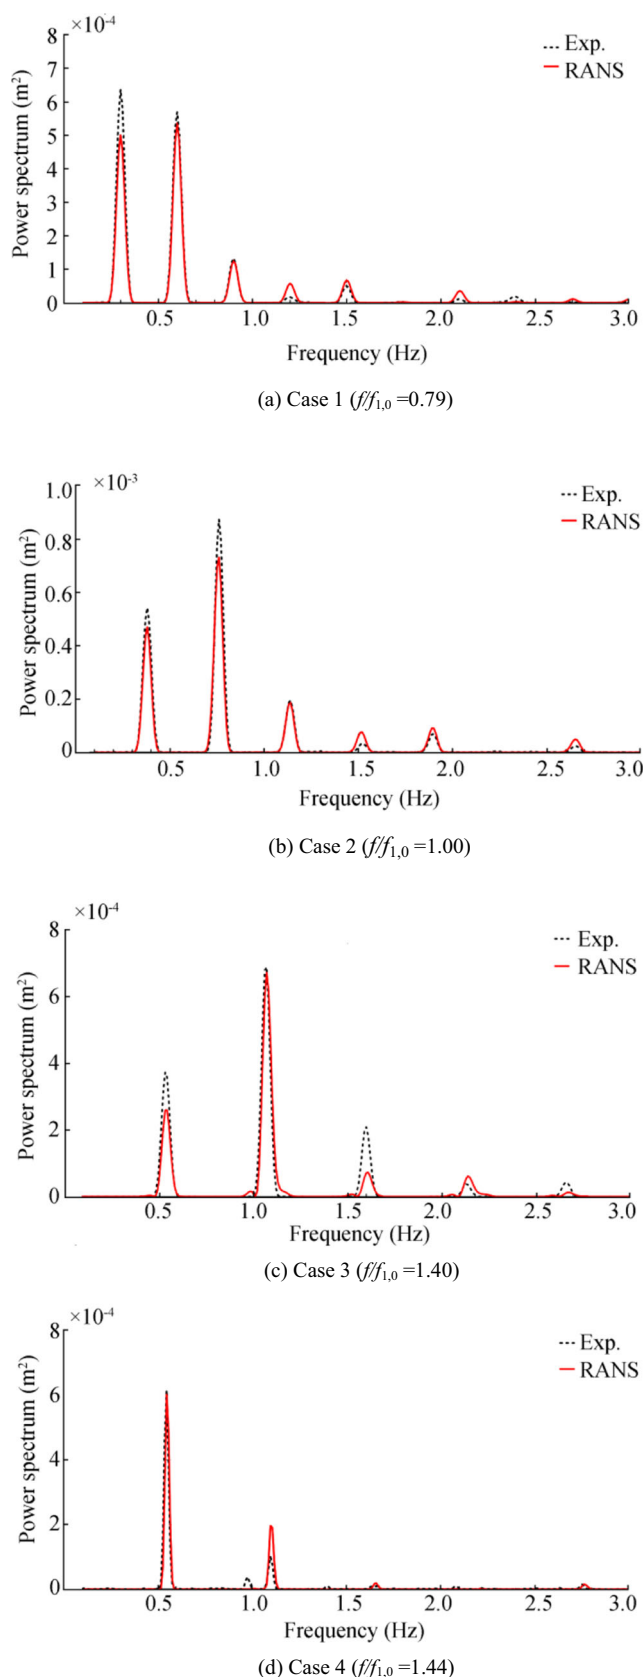 ×10⁻⁴
8
Exp.
RANS
7
6
5
4
3
2
1
0
Power spectrum (m²)
0.5 1.0 1.5 2.0 2.5 3.0
Frequency (Hz)
(a) Case 1 (f/f₁,₀ =0.79)
×10⁻³
1.0
Exp.
RANS
0.8
0.6
0.4
0.2
0
Power spectrum (m²)
0.5 1.0 1.5 2.0 2.5 3.0
Frequency (Hz)
(b) Case 2 (f/f₁,₀ =1.00)
×10⁻⁴
8
Exp.
RANS
6
4
2
0
Power spectrum (m²)
0.5 1.0 1.5 2.0 2.5 3.0
Frequency (Hz)
(c) Case 3 (f/f₁,₀ =1.40)
×10⁻⁴
8
Exp.
RANS
6
4
2
0
Power spectrum (m²)
0.5 1.0 1.5 2.0 2.5 3.0
Frequency (Hz)
(d) Case 4 (f/f₁,₀ =1.44)